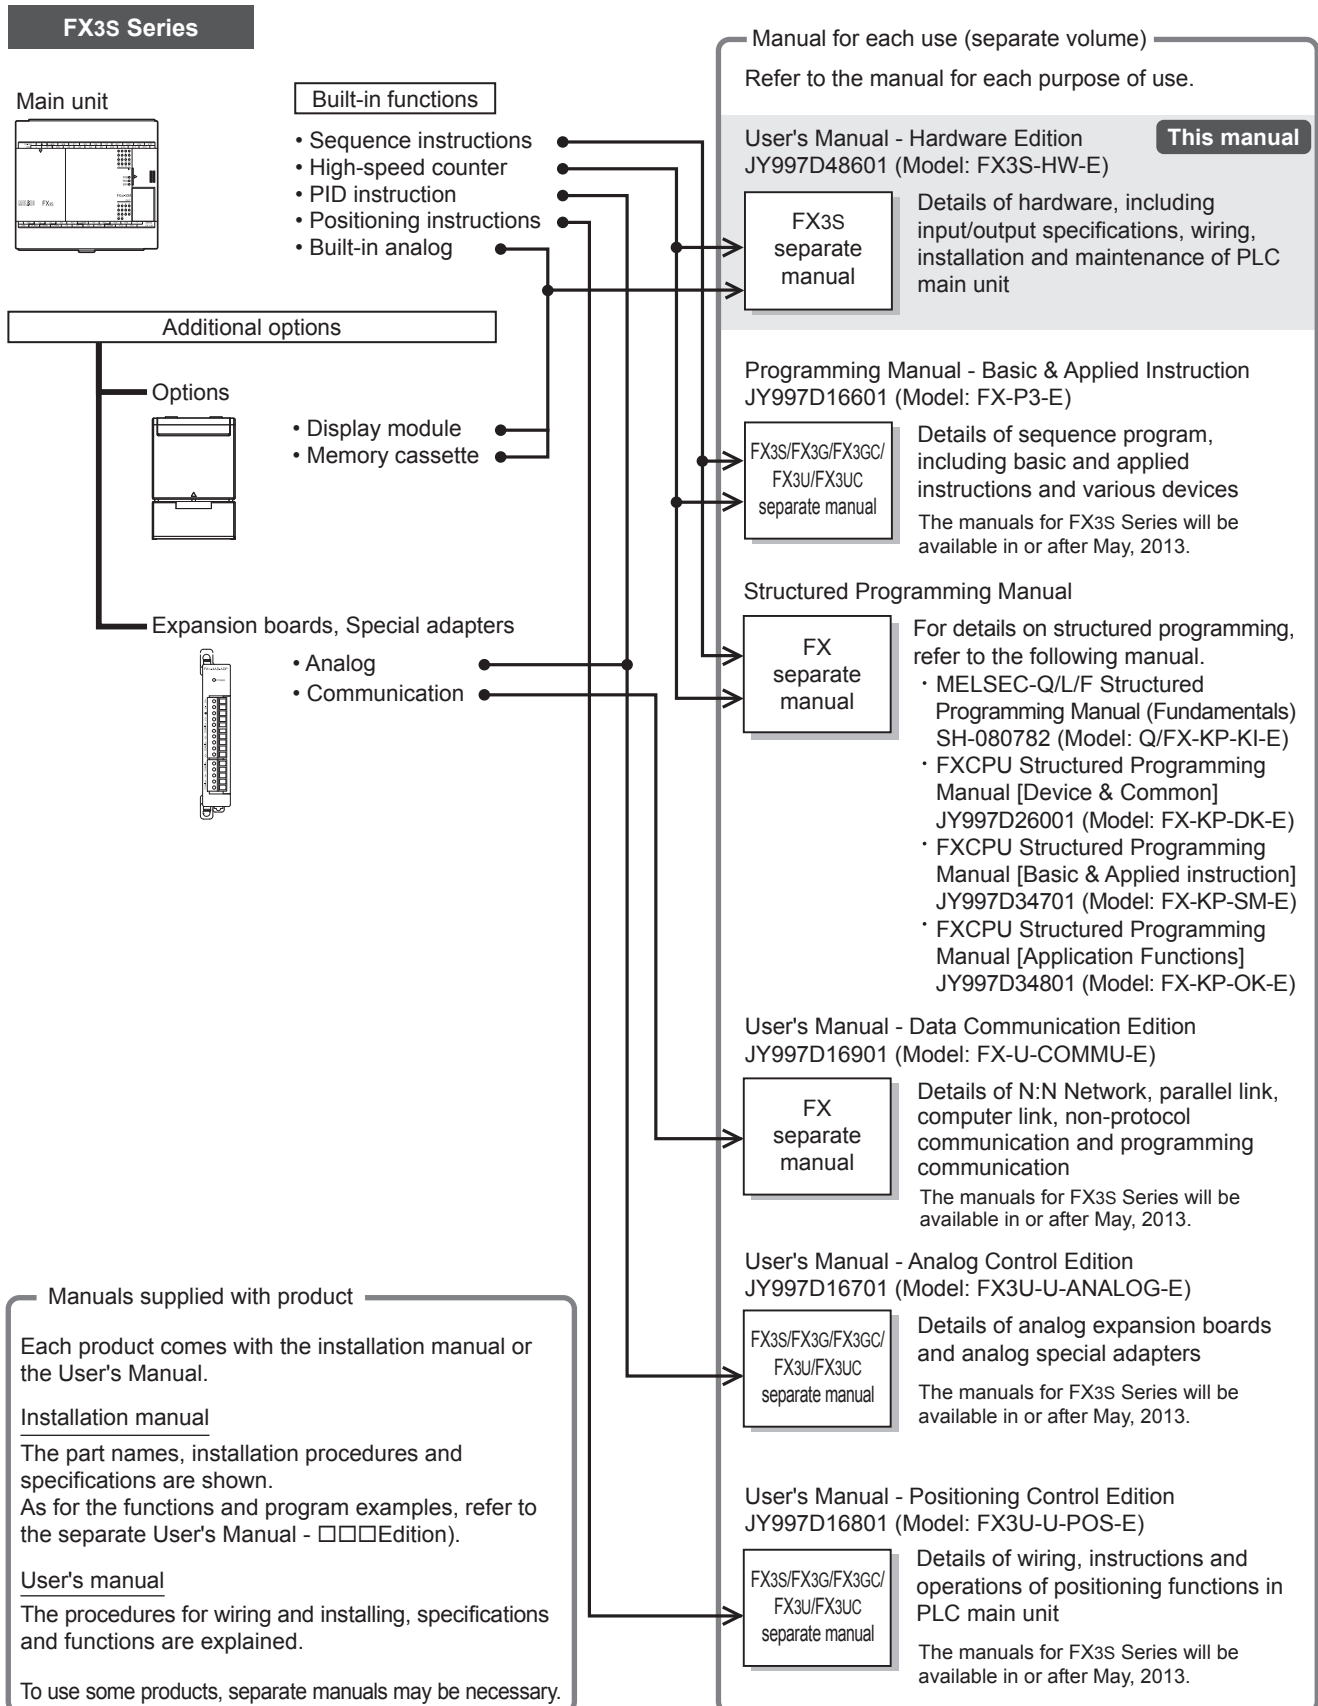 FX3S Series
Main unit
FX3S
Built-in functions
• Sequence instructions
• High-speed counter
• PID instruction
• Positioning instructions
• Built-in analog
Additional options
Options
• Display module
• Memory cassette
Expansion boards, Special adapters
• Analog
• Communication
Manuals supplied with product
Each product comes with the installation manual or
the User's Manual.
Installation manual
The part names, installation procedures and
specifications are shown.
As for the functions and program examples, refer to
the separate User's Manual - □□□Edition).
User's manual
The procedures for wiring and installing, specifications
and functions are explained.
To use some products, separate manuals may be necessary.
Manual for each use (separate volume)
Refer to the manual for each purpose of use.
User's Manual - Hardware Edition
This manual
JY997D48601 (Model: FX3S-HW-E)
FX3S
separate
manual
Details of hardware, including
input/output specifications, wiring,
installation and maintenance of PLC
main unit
Programming Manual - Basic & Applied Instruction
JY997D16601 (Model: FX-P3-E)
FX3S/FX3G/FX3GC/
FX3U/FX3UC
separate manual
Details of sequence program,
including basic and applied
instructions and various devices
The manuals for FX3S Series will be
available in or after May, 2013.
Structured Programming Manual
FX
separate
manual
For details on structured programming,
refer to the following manual.
・MELSEC-Q/L/F Structured
Programming Manual (Fundamentals)
SH-080782 (Model: Q/FX-KP-KI-E)
・FXCPU Structured Programming
Manual [Device & Common]
JY997D26001 (Model: FX-KP-DK-E)
・FXCPU Structured Programming
Manual [Basic & Applied instruction]
JY997D34701 (Model: FX-KP-SM-E)
・FXCPU Structured Programming
Manual [Application Functions]
JY997D34801 (Model: FX-KP-OK-E)
User's Manual - Data Communication Edition
JY997D16901 (Model: FX-U-COMMU-E)
FX
separate
manual
Details of N:N Network, parallel link,
computer link, non-protocol
communication and programming
communication
The manuals for FX3S Series will be
available in or after May, 2013.
User's Manual - Analog Control Edition
JY997D16701 (Model: FX3U-U-ANALOG-E)
FX3S/FX3G/FX3GC/
FX3U/FX3UC
separate manual
Details of analog expansion boards
and analog special adapters
The manuals for FX3S Series will be
available in or after May, 2013.
User's Manual - Positioning Control Edition
JY997D16801 (Model: FX3U-U-POS-E)
FX3S/FX3G/FX3GC/
FX3U/FX3UC
separate manual
Details of wiring, instructions and
operations of positioning functions in
PLC main unit
The manuals for FX3S Series will be
available in or after May, 2013.